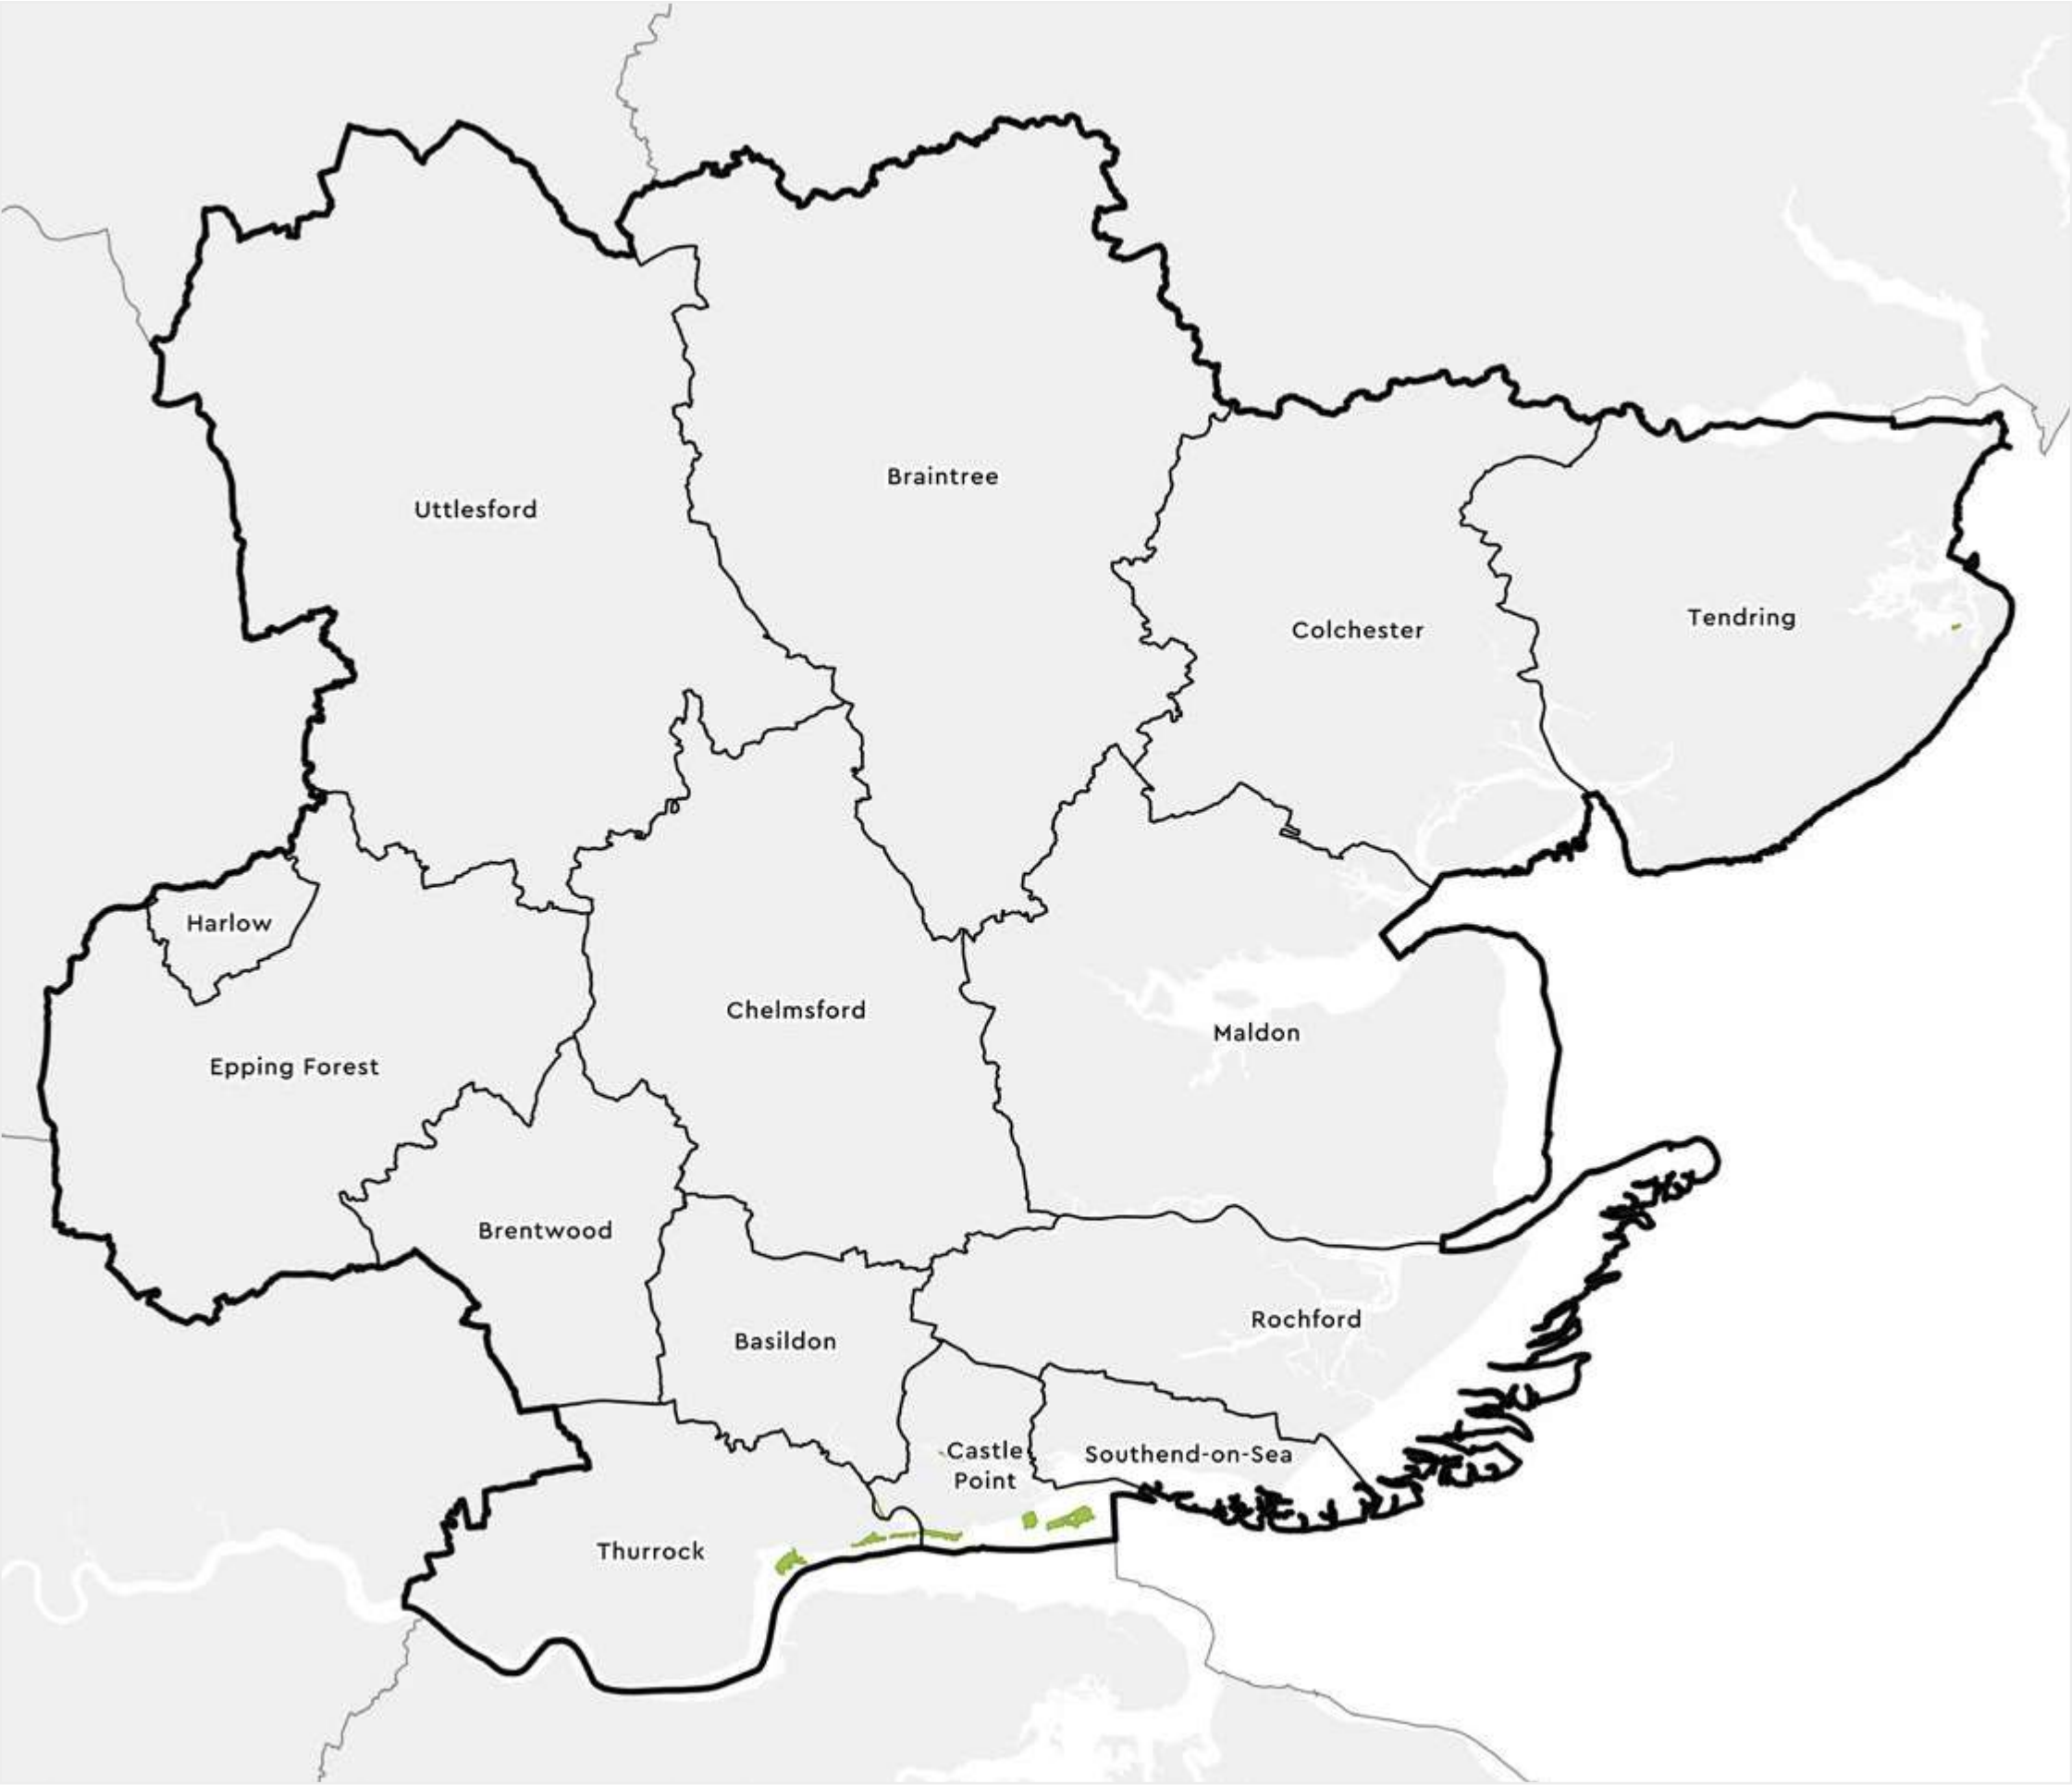 Braintree
Uttlesford
Tendring
Colchester
Harlow
Chelmsford
Maldon
Epping Forest
Brentwood
Rochford
Basildon
Castle
Point
Southend-on-Sea
Thurrock